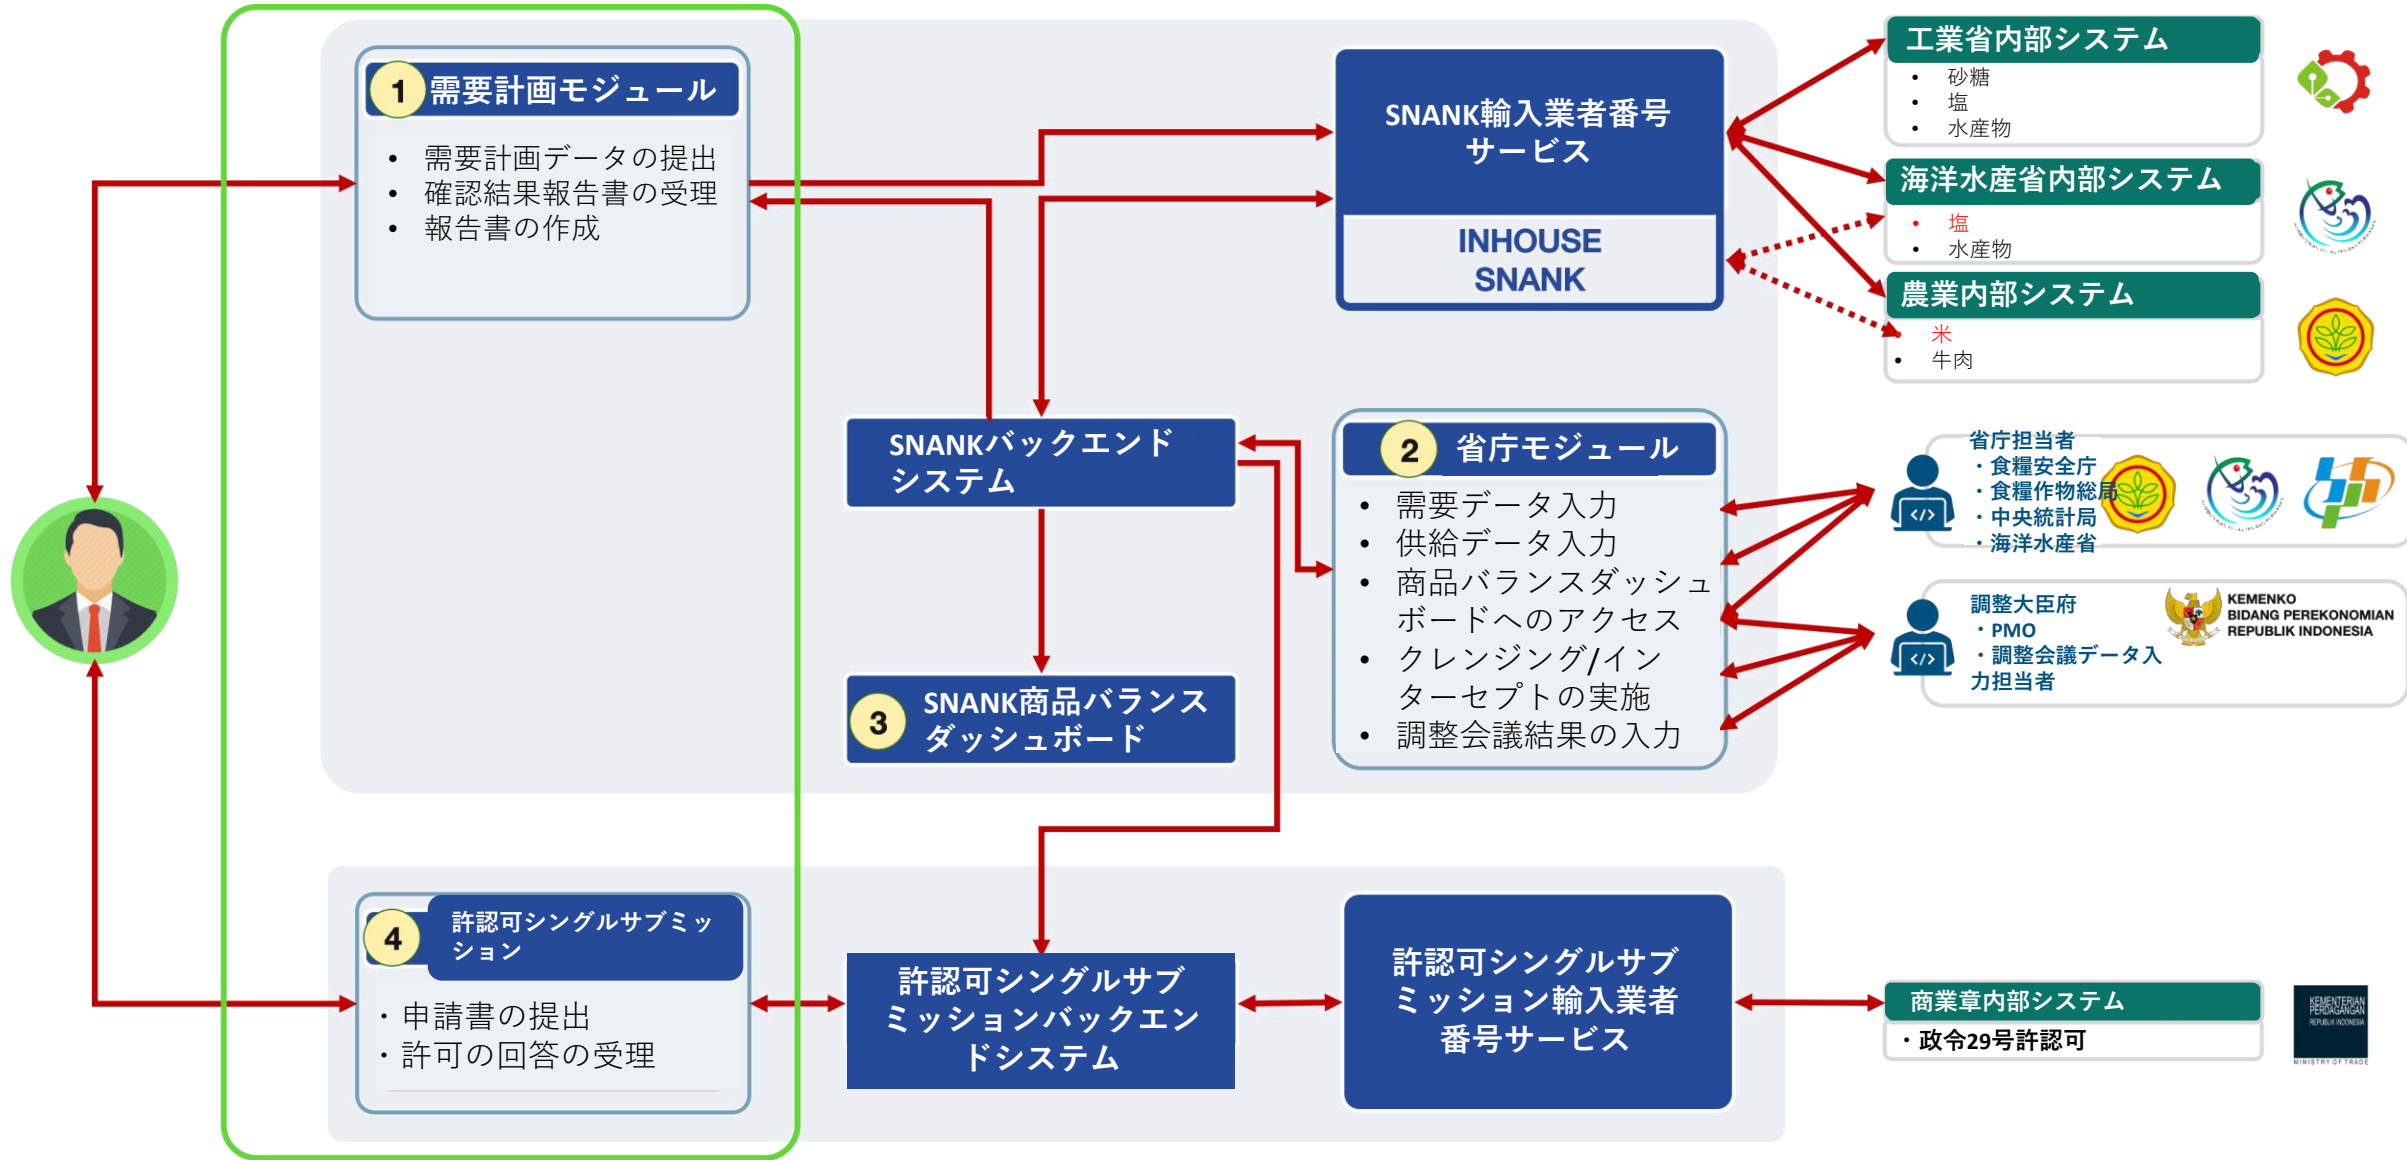 1
需要計画モジュール
• 需要計画データの提出
• 確認結果報告書の受理
• 報告書の作成
SNANK輸入業者番号
サービス
INHOUSE
SNANK
工業省内部システム
• 砂糖
• 塩
• 水産物
海洋水産省内部システム
• 塩
• 水産物
農業内部システム
米
• 牛肉
SNANKバックエンド
システム
2
省庁モジュール
• 需要データ入力
• 供給データ入力
• 商品バランスダッシュ
ボードへのアクセス
• クレンジング/イン
ターセプトの実施
• 調整会議結果の入力
省庁担当者
・食糧安全庁
・食糧作物総局
・中央統計局
・海洋水産省
調整大臣府
・PMO
・調整会議データ入
力担当者
KEMENKO
BIDANG PEREKONOMIAN
REPUBLIK INDONESIA
3
SNANK商品バランス
ダッシュボード
4
許認可シングルサブミッ
ション
・申請書の提出
・許可の回答の受理
許認可シングルサブ
ミッションバックエン
ドシステム
許認可シングルサブ
ミッション輸入業者
番号サービス
商業章内部システム
・政令29号許認可
KEMENTERIAN
PERDAGANGAN
REPUBLIK INDONESIA
MINISTRY OF TRADE